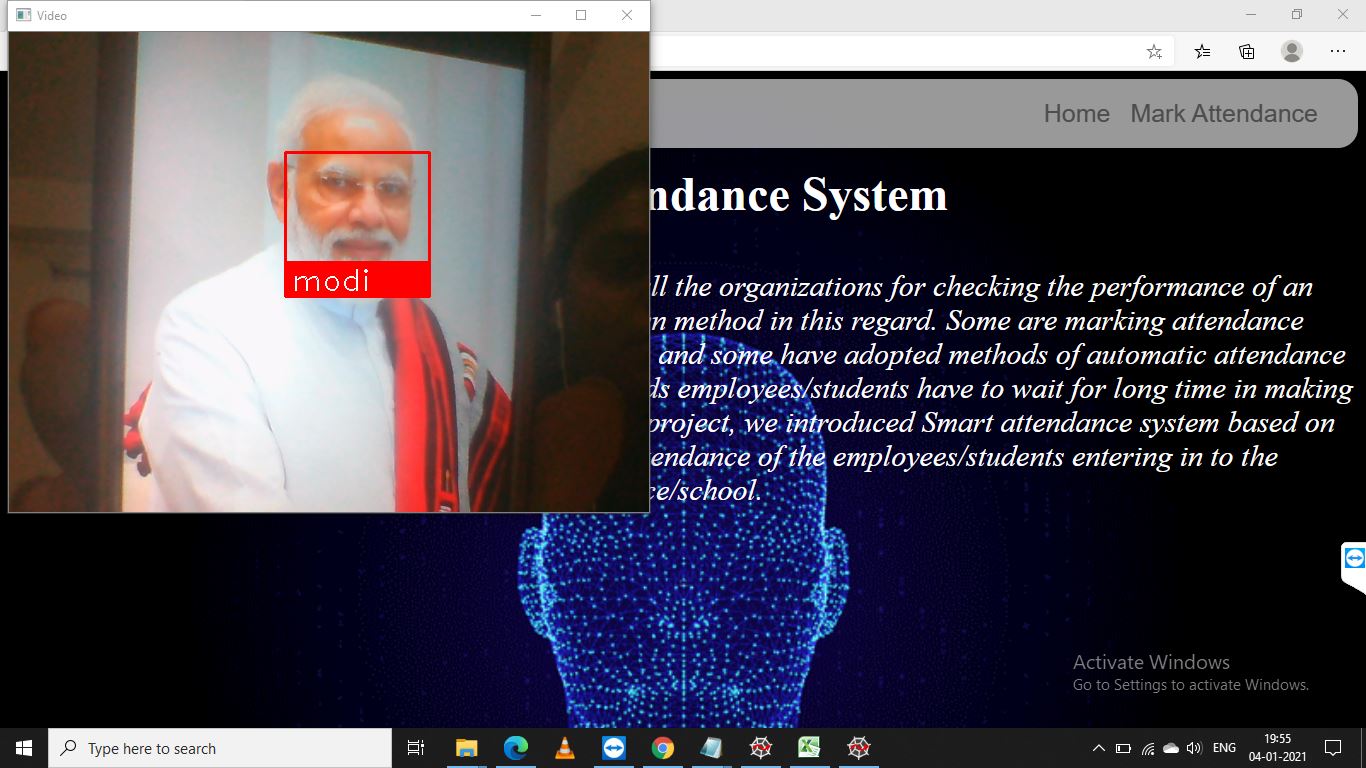 Video
modi
Home Mark Attendance
ndance System
ll the organizations for checking the performance of an
n method in this regard. Some are marking attendance
and some have adopted methods of automatic attendance
ds employees/students have to wait for long time in making
project, we introduced Smart attendance system based on
tendance of the employees/students entering in to the
ce/school.
Activate Windows
Go to Settings to activate Windows.
Type here to search
ENG
19:55
04-01-2021